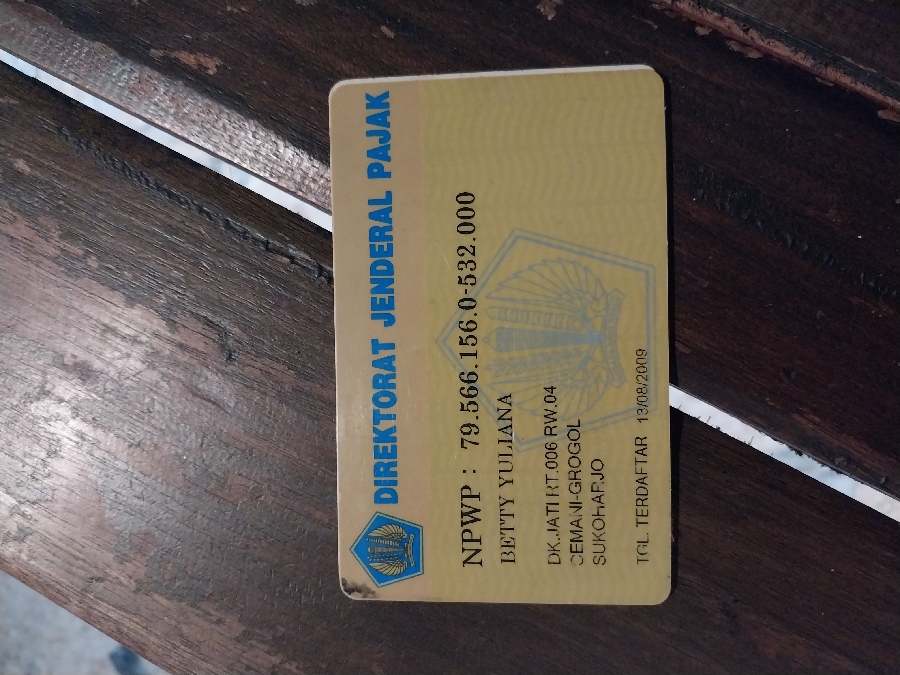 DIREKTORAT JENDERAL PAJAK
NPWP : 79.566.156.0-532.000
BETTY YULIANA
DK.JATI RT.006 RW.04
CEMANI-GROGOL
SUKOHARJO
TGL. TERDAFTAR 13/08/2009